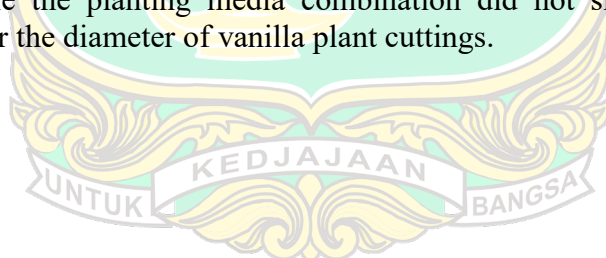 the planting media combination did not
the diameter of vanilla plant cuttings.
UNTUK KEDJAJAAN BANGSA